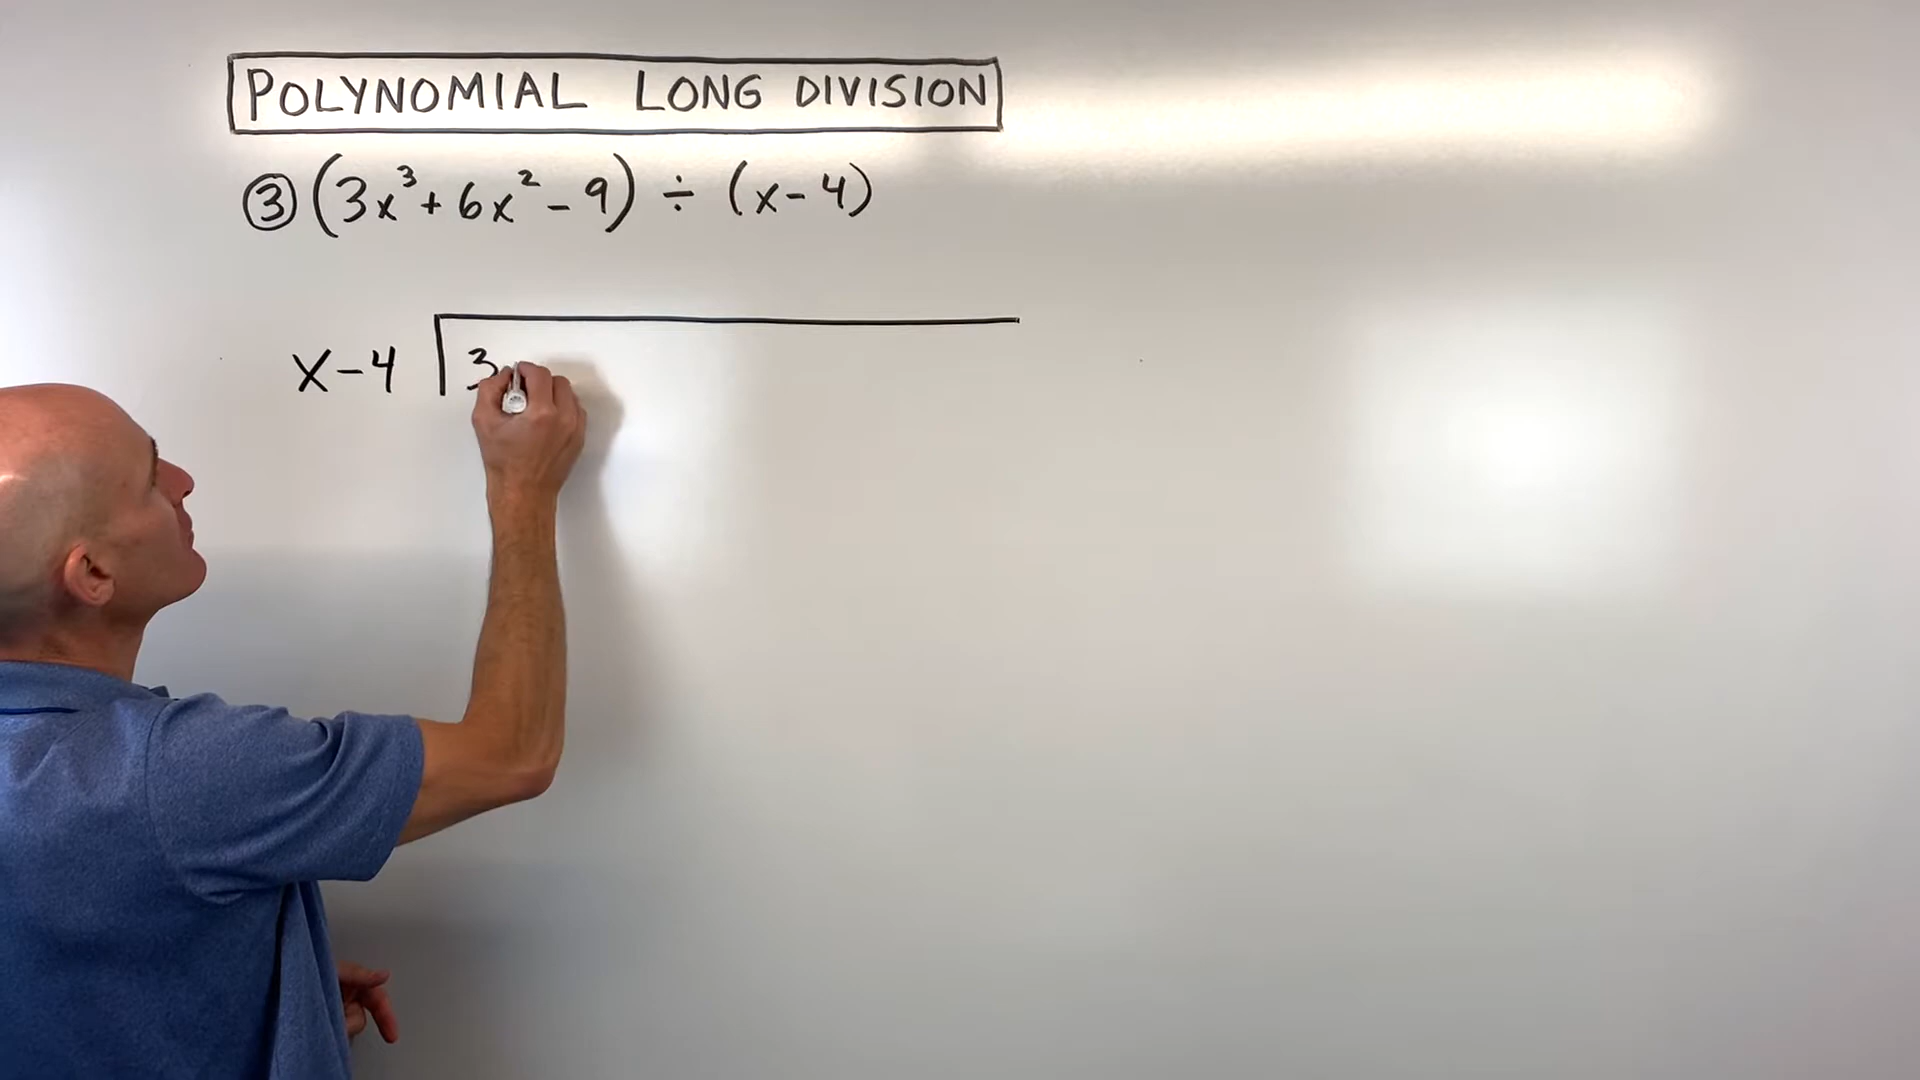 POLYNOMIAL LONG DIVISION
③ (3x³ + 6x² - 9) ÷ (x - 4)
x - 4 3